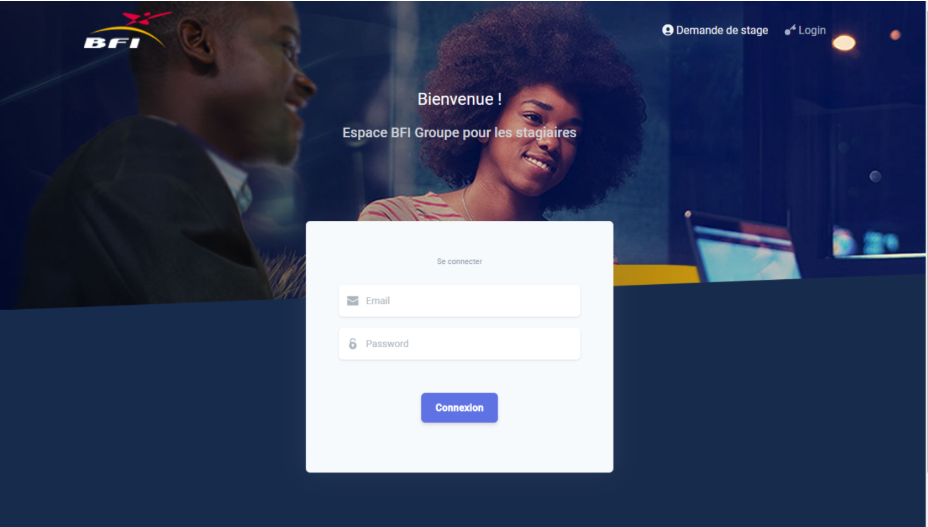 BFI
Demande de stage
Login
Bienvenue !
Espace BFI Groupe pour les stagiaires
Se connecter
Email
Password
Connexion